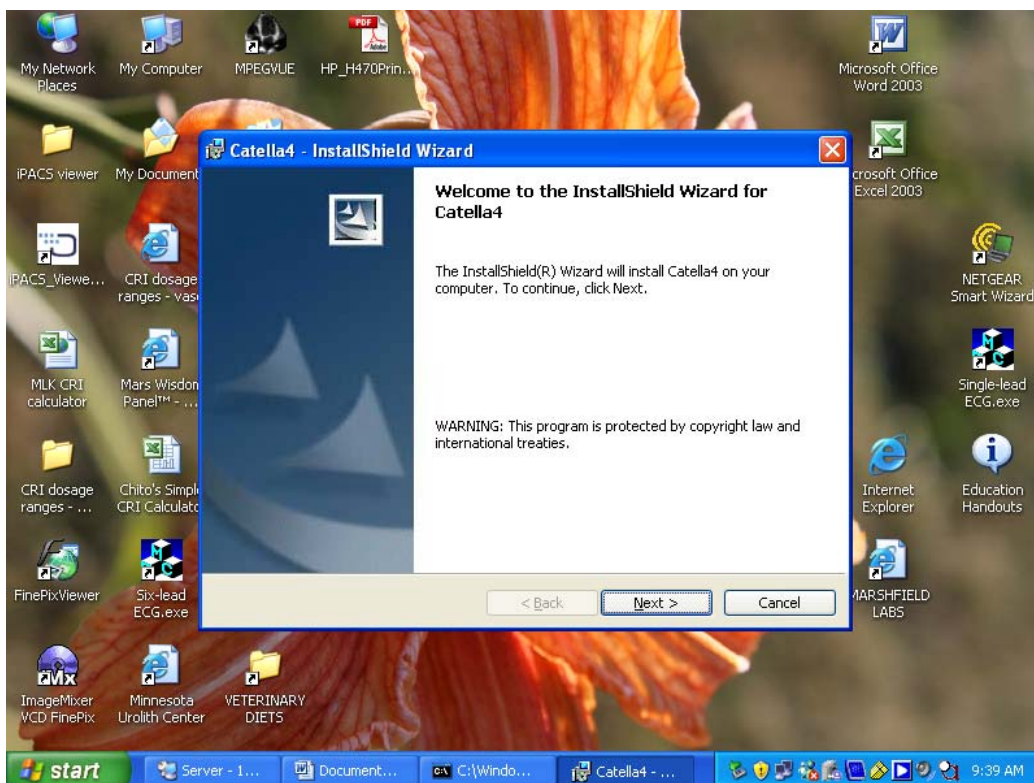 My Network
Places
My Computer
MPEGVUE
PDF
Adobe
HP_H470Prin...
Microsoft Office
Word 2003
iPACS viewer
My Document
Catella4 - InstallShield Wizard
Welcome to the InstallShield Wizard for
Catella4
The InstallShield(R) Wizard will install Catella4 on your
computer. To continue, click Next.
WARNING: This program is protected by copyright law and
international treaties.
< Back
Next >
Cancel
crosoft Office
Excel 2003
iPACS_Viewe...
CRI dosage
ranges - vas
NETGEAR
Smart Wizard
MLK CRI
calculator
Mars Wisdon
Panel™ - ...
Single-lead
ECG.exe
CRI dosage
ranges - ...
Chito's Simpl
CRI Calculato
Internet
Explorer
Education
Handouts
FinePixViewer
Six-lead
ECG.exe
MARSHFIELD
LABS
ImageMixer
VCD FinePix
Minnesota
Urolith Center
VETERINARY
DIETS
start
Server - 1...
Document...
C:\Windo...
Catella4 - ...
9:39 AM